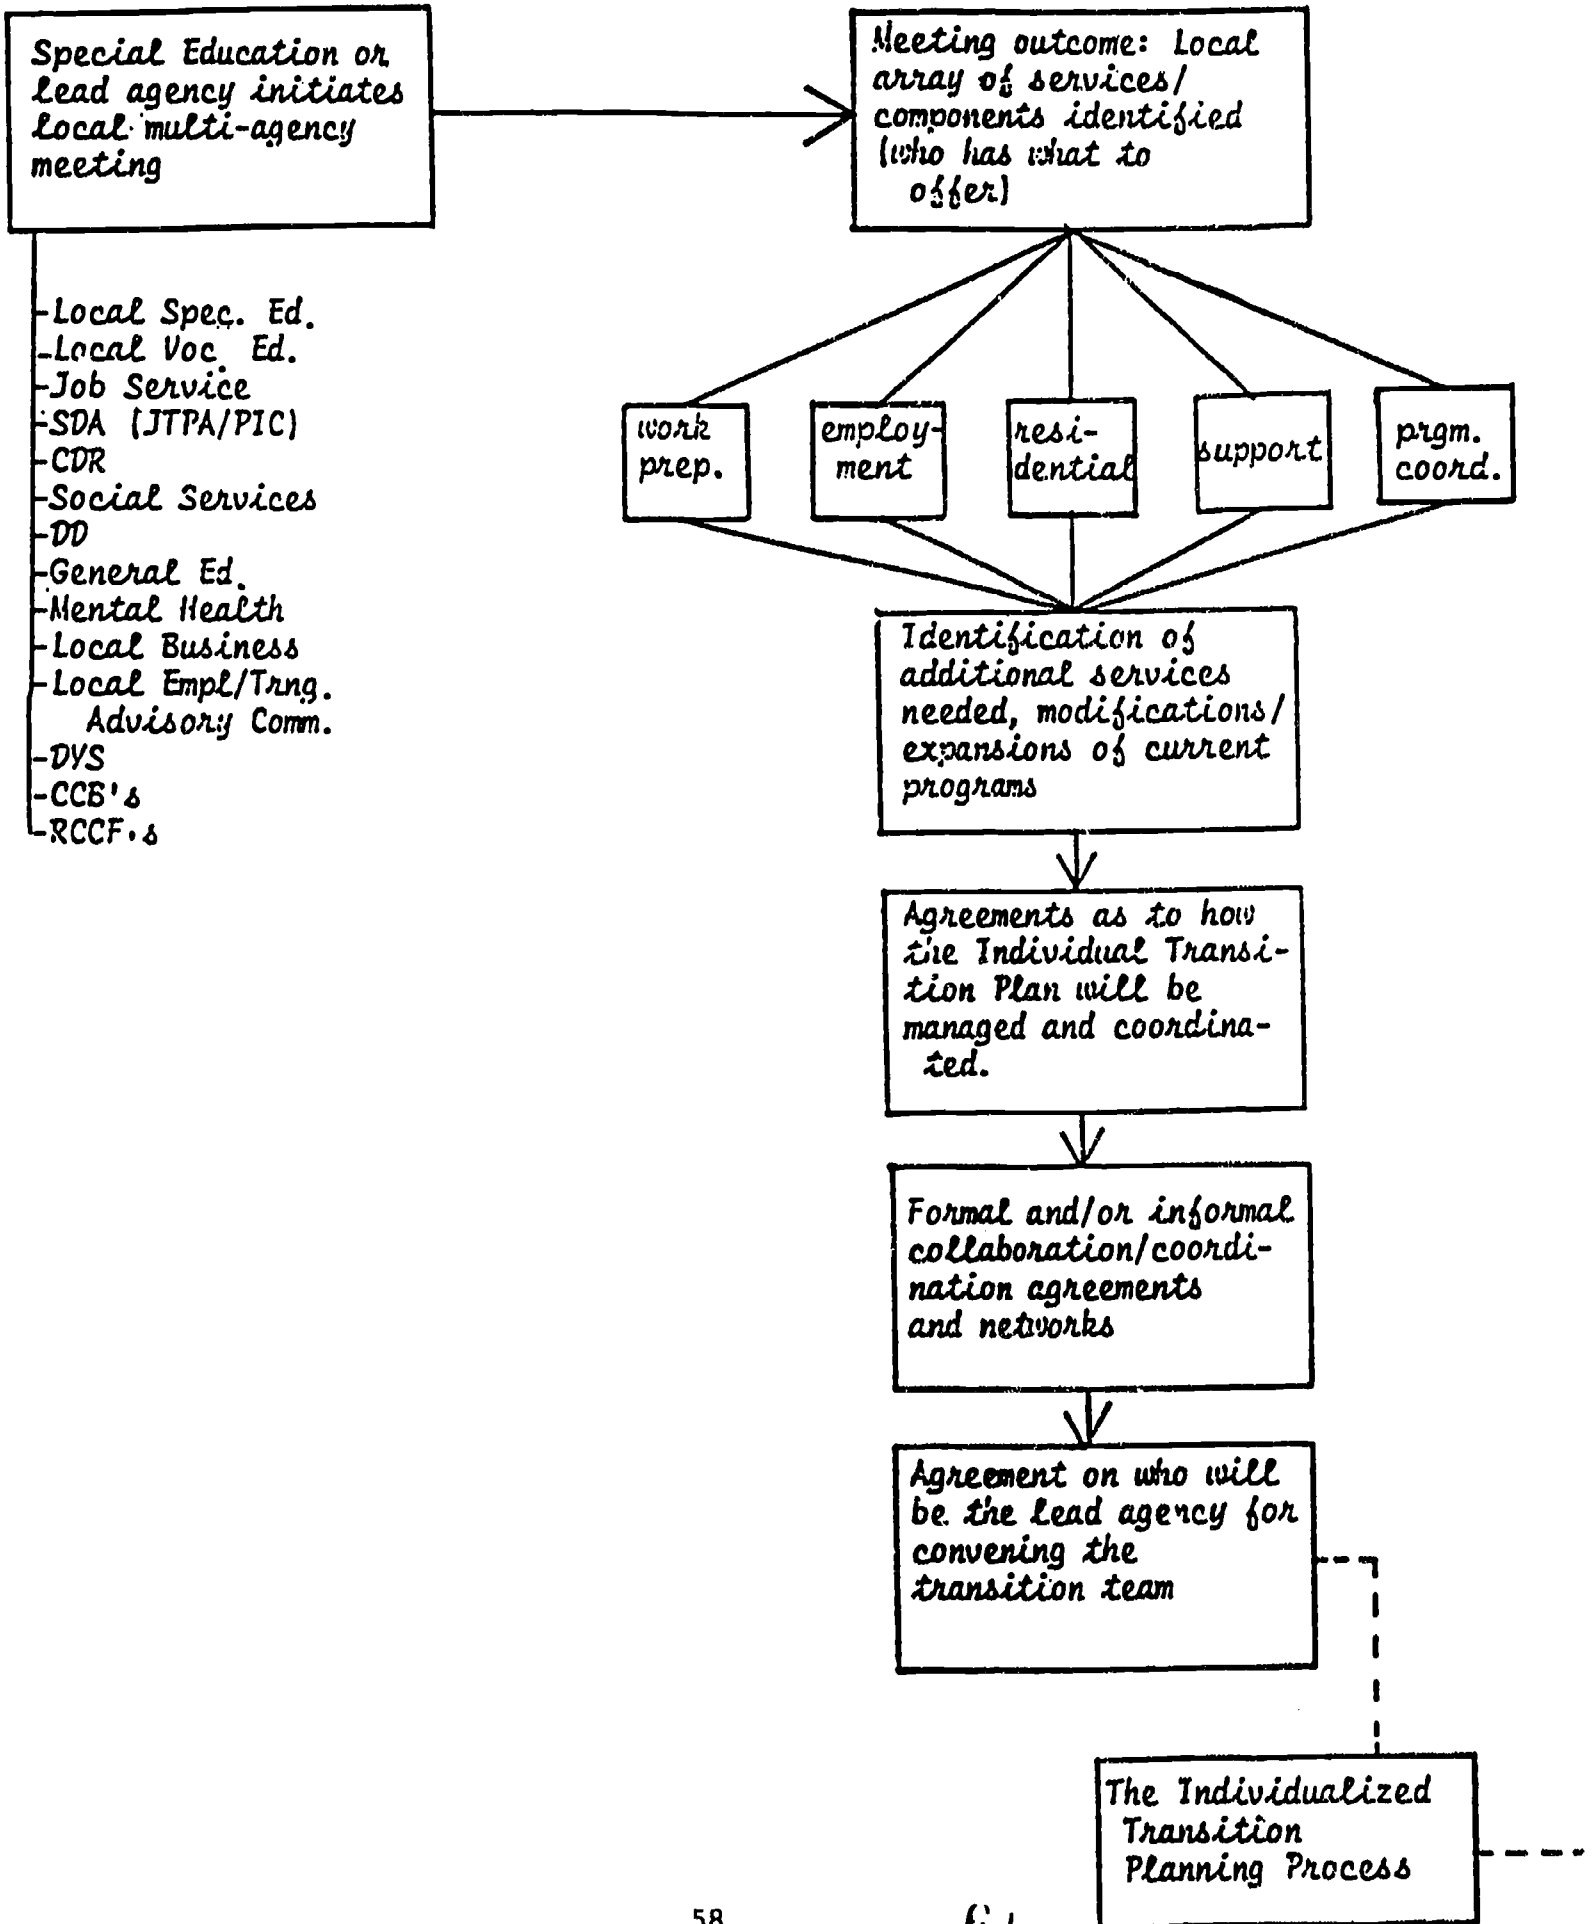 Special Education or
Lead agency initiates
Local multi-agency
meeting
-Local Spec. Ed.
-Local Voc. Ed.
-Job Service
-SDA (JTPA/PIC)
-CDR
-Social Services
-DD
-General Ed.
-Mental Health
-Local Business
-Local Empl/Trng.
Advisory Comm.
-DYS
-CCB's
-RCCF's
Meeting outcome: Local
array of services/
components identified
(who has what to
offer)
work
prep.
employ-
ment
resi-
dential
support
prgm.
coord.
Identification of
additional services
needed, modifications/
expansions of current
programs
Agreements as to how
the Individual Transi-
tion Plan will be
managed and coordina-
ted.
Formal and/or informal
collaboration/coordi-
nation agreements
and networks
Agreement on who will
be the lead agency for
convening the
transition team
The Individualized
Transition
Planning Process
58